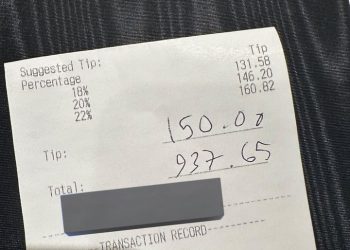 Suggested Tip:
Percentage Tip
18% 131.58
20% 146.20
22% 160.82
Tip: 150.00
Total: 937.65
TRANSACTION RECORD